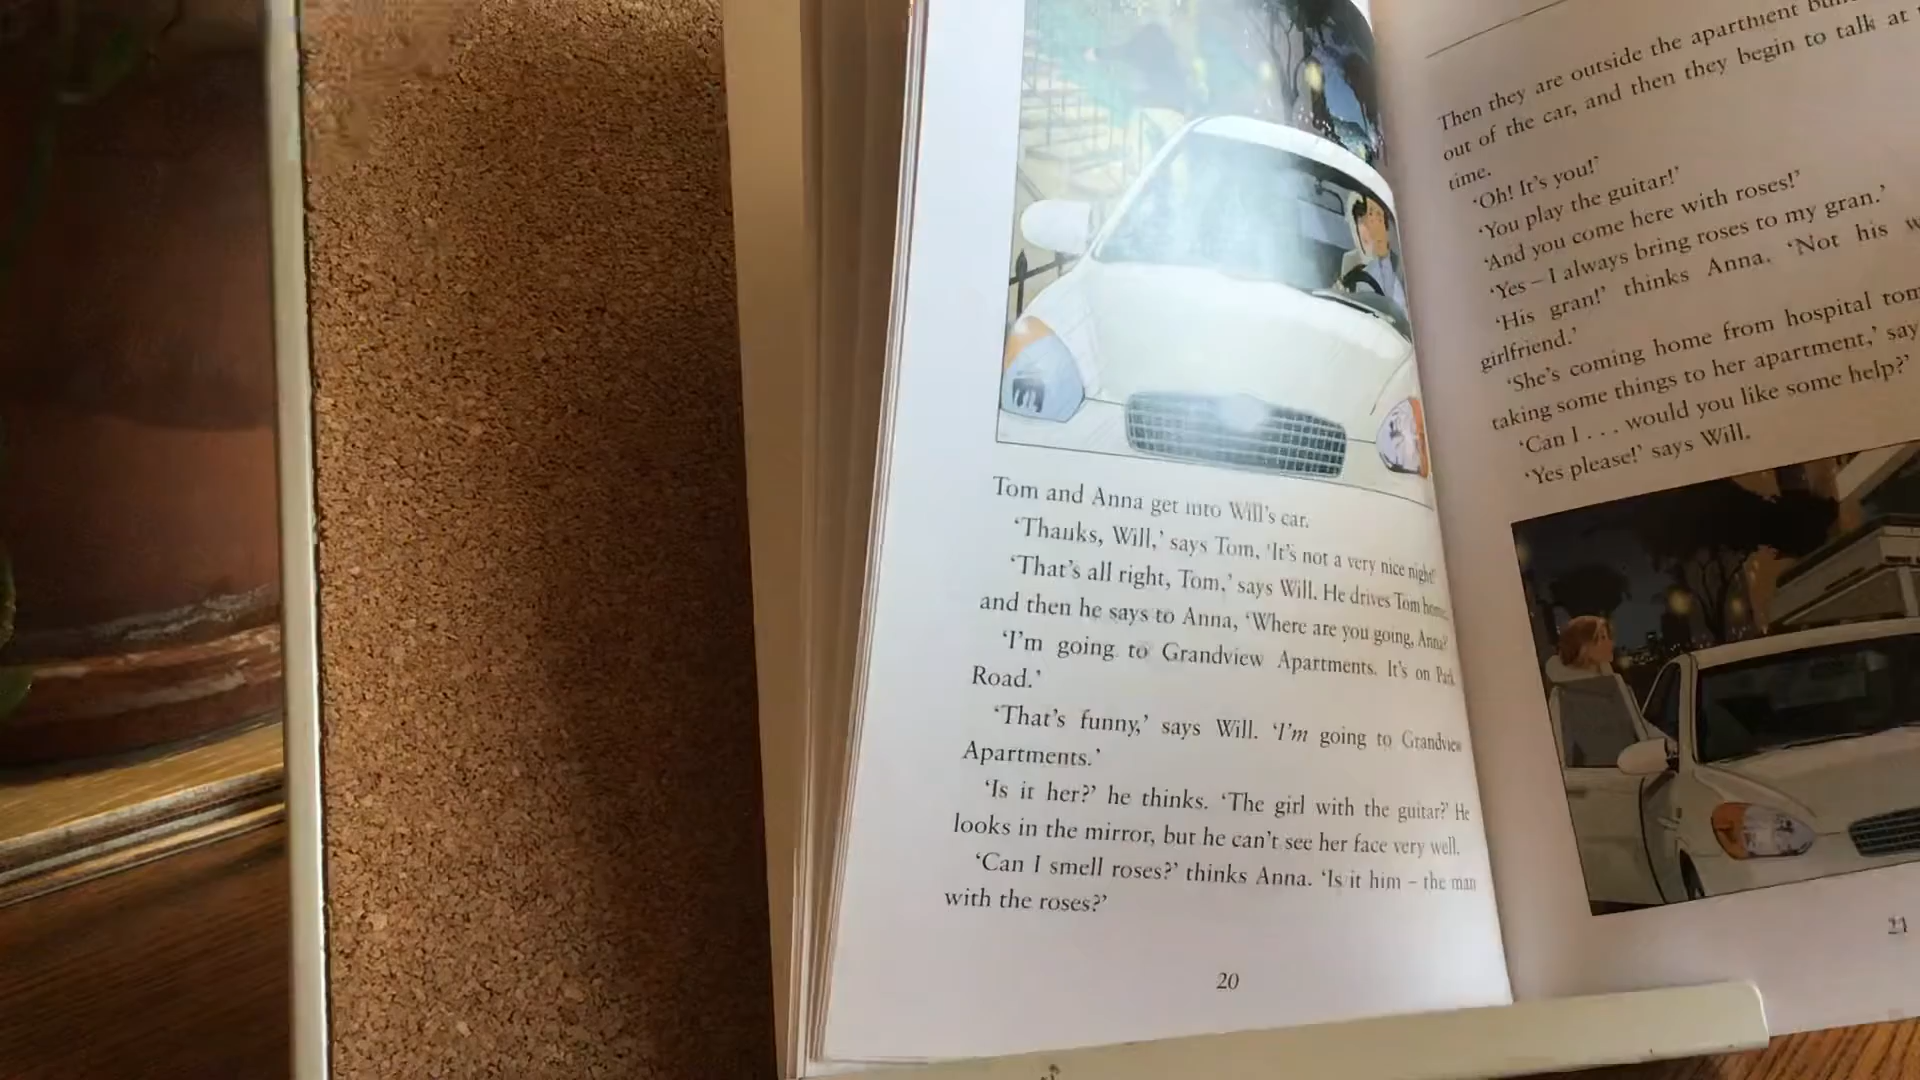 Tom and Anna get into Will's car.
'Thanks, Will,' says Tom. 'It's not a very nice night!'
'That's all right, Tom,' says Will. He drives Tom home,
and then he says to Anna, 'Where are you going, Anna?'
'I'm going to Grandview Apartments. It's on Park
Road.'
'That's funny,' says Will. 'I'm going to Grandview
Apartments.'
'Is it her?' he thinks. 'The girl with the guitar?' He
looks in the mirror, but he can't see her face very well.
'Can I smell roses?' thinks Anna. 'Is it him – the man
with the roses?'
20
Then they are outside the apartment
out of the car, and then they begin to talk at
time.
'Oh! It's you!'
'You play the guitar!'
'And you come here with roses!'
'Yes – I always bring roses to my gran.'
'His gran!' thinks Anna. 'Not his
girlfriend.'
'She's coming home from hospital
taking some things to her apartment,'
'Can I . . . would you like some help?'
'Yes please!' says Will.
21